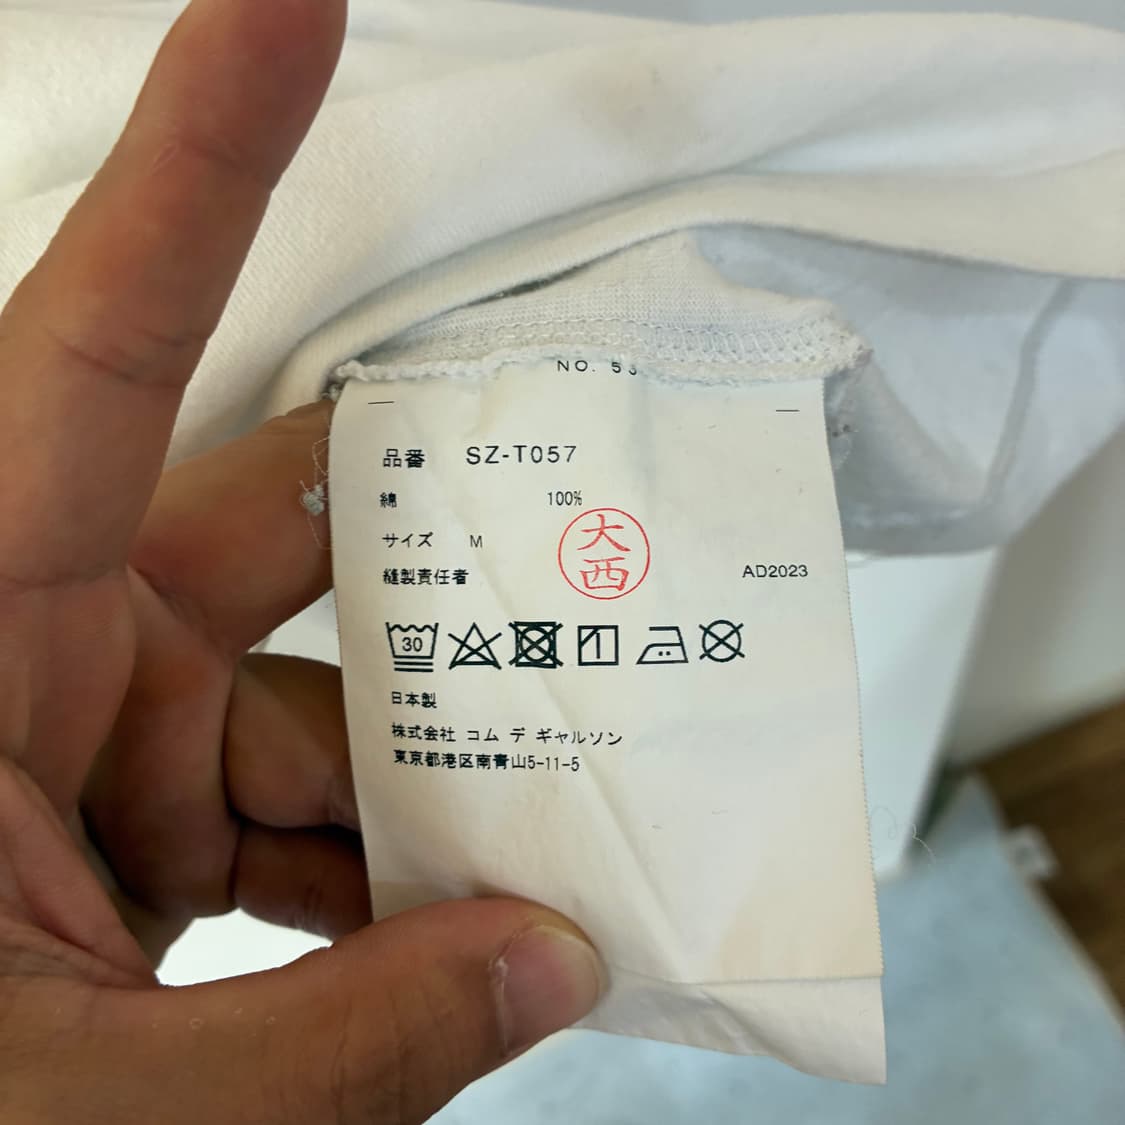 NO. 53
品番 SZ-T057
綿 100%
サイズ M
大西
縫製責任者
AD2023
30
日本製
株式会社 コム デ ギャルソン
東京都港区南青山5-11-5